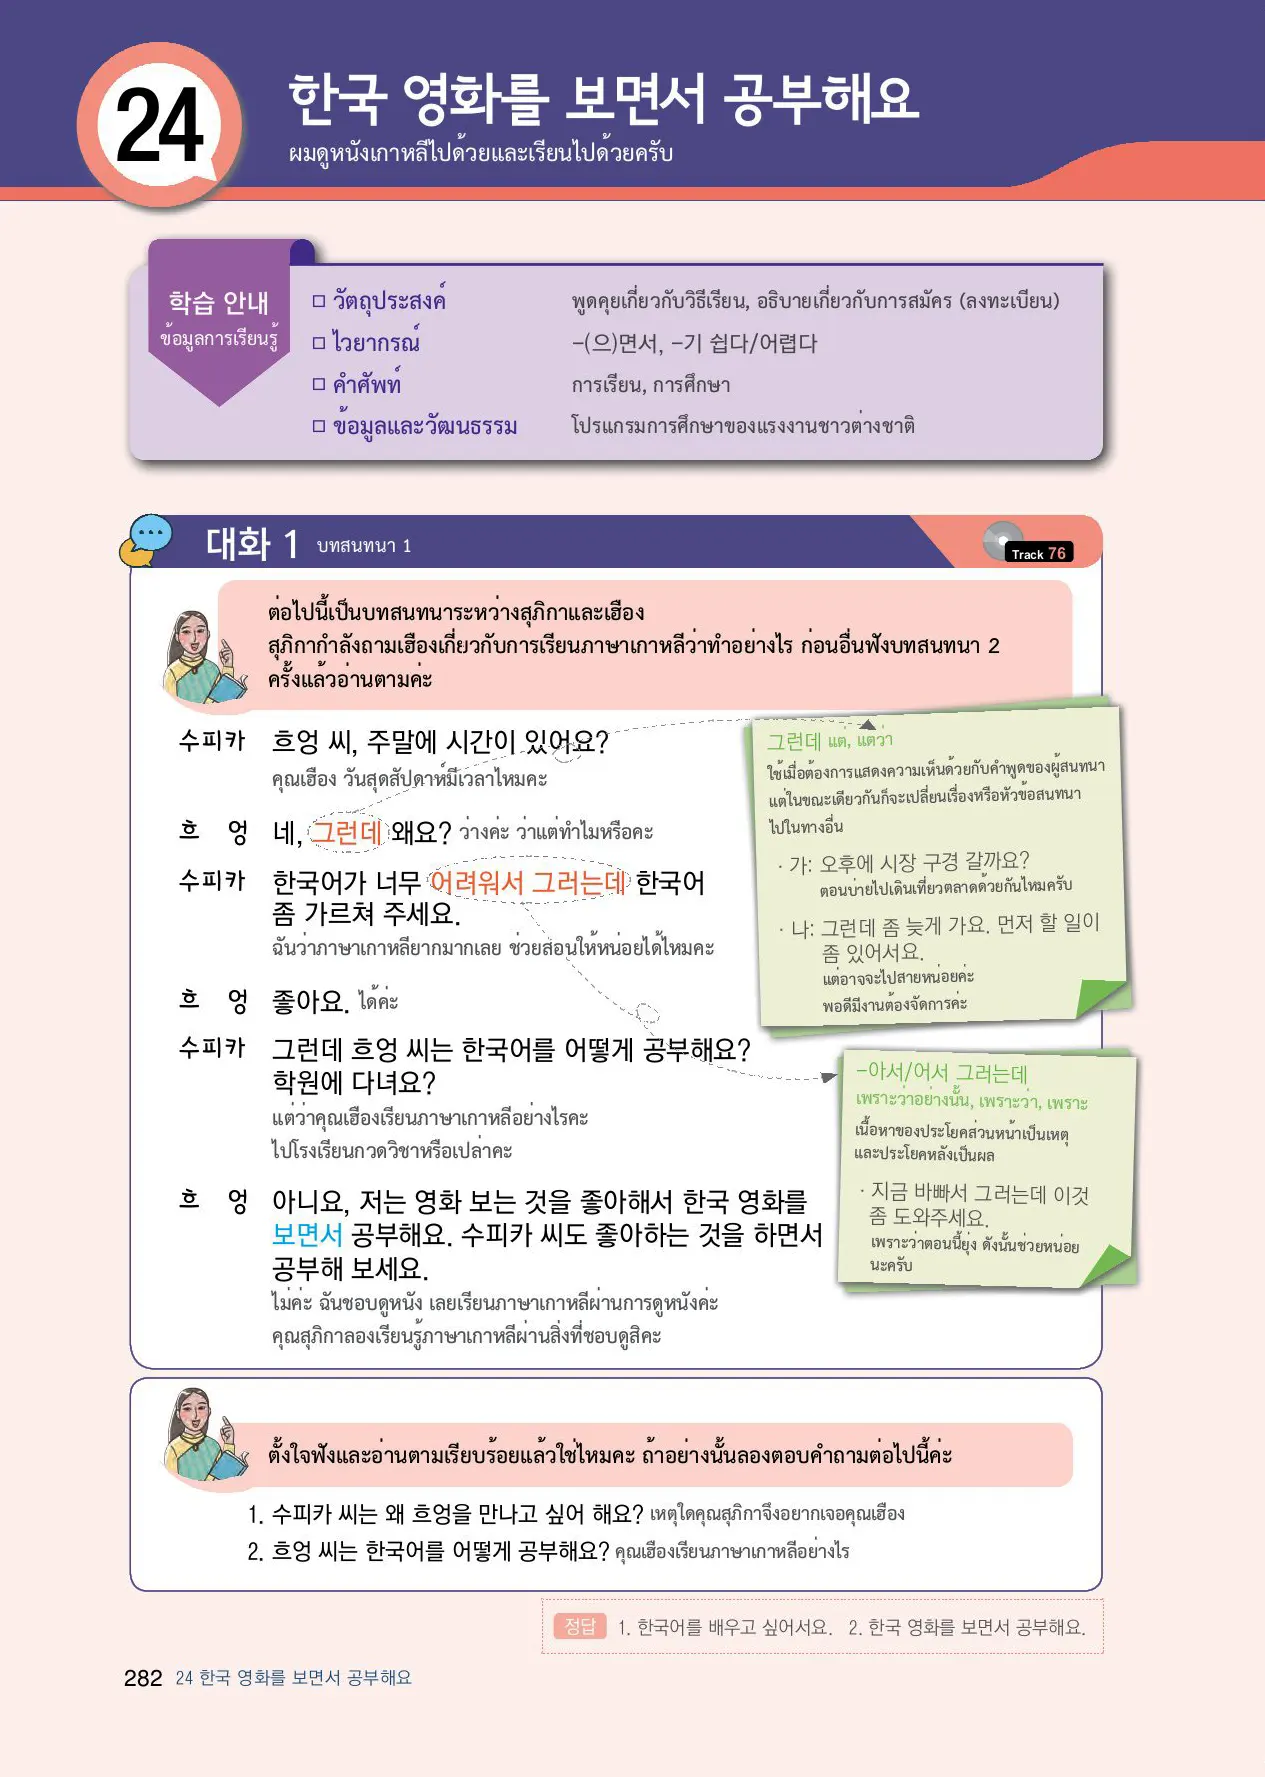 24
한국 영화를 보면서 공부해요
ผมดูหนังเกาหลีไปด้วยและเรียนไปด้วยครับ
학습 안내
ข้อมูลการเรียนรู้
□ วัตถุประสงค์ พูดคุยเกี่ยวกับวิธีเรียน, อธิบายเกี่ยวกับการสมัคร (ลงทะเบียน)
□ ไวยากรณ์ –(으)면서, –기 쉽다/어렵다
□ คำศัพท์ การเรียน, การศึกษา
□ ข้อมูลและวัฒนธรรม โปรแกรมการศึกษาของแรงงานชาวต่างชาติ
대화 1 บทสนทนา 1
Track 76
ต่อไปนี้เป็นบทสนทนาระหว่างสุภิกาและเฮือง
สุภิกากำลังถามเฮืองเกี่ยวกับการเรียนภาษาเกาหลีว่าทำอย่างไร ก่อนอื่นฟังบทสนทนา 2
ครั้งแล้วอ่านตามค่ะ
수피카 흐엉 씨, 주말에 시간이 있어요?
คุณเฮือง วันสุดสัปดาห์มีเวลาไหมคะ
흐 엉 네, 그런데 왜요? ว่างค่ะ ว่าแต่ทำไมหรือคะ
수피카 한국어가 너무 어려워서 그러는데 한국어
좀 가르쳐 주세요.
ฉันว่าภาษาเกาหลียากมากเลย ช่วยสอนให้หน่อยได้ไหมคะ
흐 엉 좋아요. ได้ค่ะ
수피카 그런데 흐엉 씨는 한국어를 어떻게 공부해요?
학원에 다녀요?
แต่ว่าคุณเฮืองเรียนภาษาเกาหลีอย่างไรคะ
ไปโรงเรียนกวดวิชาหรือเปล่าคะ
흐 엉 아니요, 저는 영화 보는 것을 좋아해서 한국 영화를
보면서 공부해요. 수피카 씨도 좋아하는 것을 하면서
공부해 보세요.
ไม่ค่ะ ฉันชอบดูหนัง เลยเรียนภาษาเกาหลีผ่านการดูหนังค่ะ
คุณสุภิกาลองเรียนรู้ภาษาเกาหลีผ่านสิ่งที่ชอบดูสิคะ
그런데 แต่, แต่ว่า
ใช้เมื่อต้องการแสดงความเห็นด้วยกับคำพูดของผู้สนทนา
แต่ในขณะเดียวกันก็จะเปลี่ยนเรื่องหรือหัวข้อสนทนา
ไปในทางอื่น
· 가: 오후에 시장 구경 갈까요?
ตอนบ่ายไปเดินเที่ยวตลาดด้วยกันไหมครับ
· 나: 그런데 좀 늦게 가요. 먼저 할 일이
좀 있어서요.
แต่อาจจะไปสายหน่อยค่ะ
พอดีมีงานต้องจัดการค่ะ
–아서/어서 그러는데
เพราะว่าอย่างนั้น, เพราะว่า, เพราะ
เนื้อหาของประโยคส่วนหน้าเป็นเหตุ
และประโยคหลังเป็นผล
· 지금 바빠서 그러는데 이것
좀 도와주세요.
เพราะว่าตอนนี้ยุ่ง ดังนั้นช่วยหน่อย
นะครับ
ตั้งใจฟังและอ่านตามเรียบร้อยแล้วใช่ไหมคะ ถ้าอย่างนั้นลองตอบคำถามต่อไปนี้ค่ะ
1. 수피카 씨는 왜 흐엉을 만나고 싶어 해요? เหตุใดคุณสุภิกาจึงอยากเจอคุณเฮือง
2. 흐엉 씨는 한국어를 어떻게 공부해요? คุณเฮืองเรียนภาษาเกาหลีอย่างไร
정답 1. 한국어를 배우고 싶어서요. 2. 한국 영화를 보면서 공부해요.
282 24 한국 영화를 보면서 공부해요